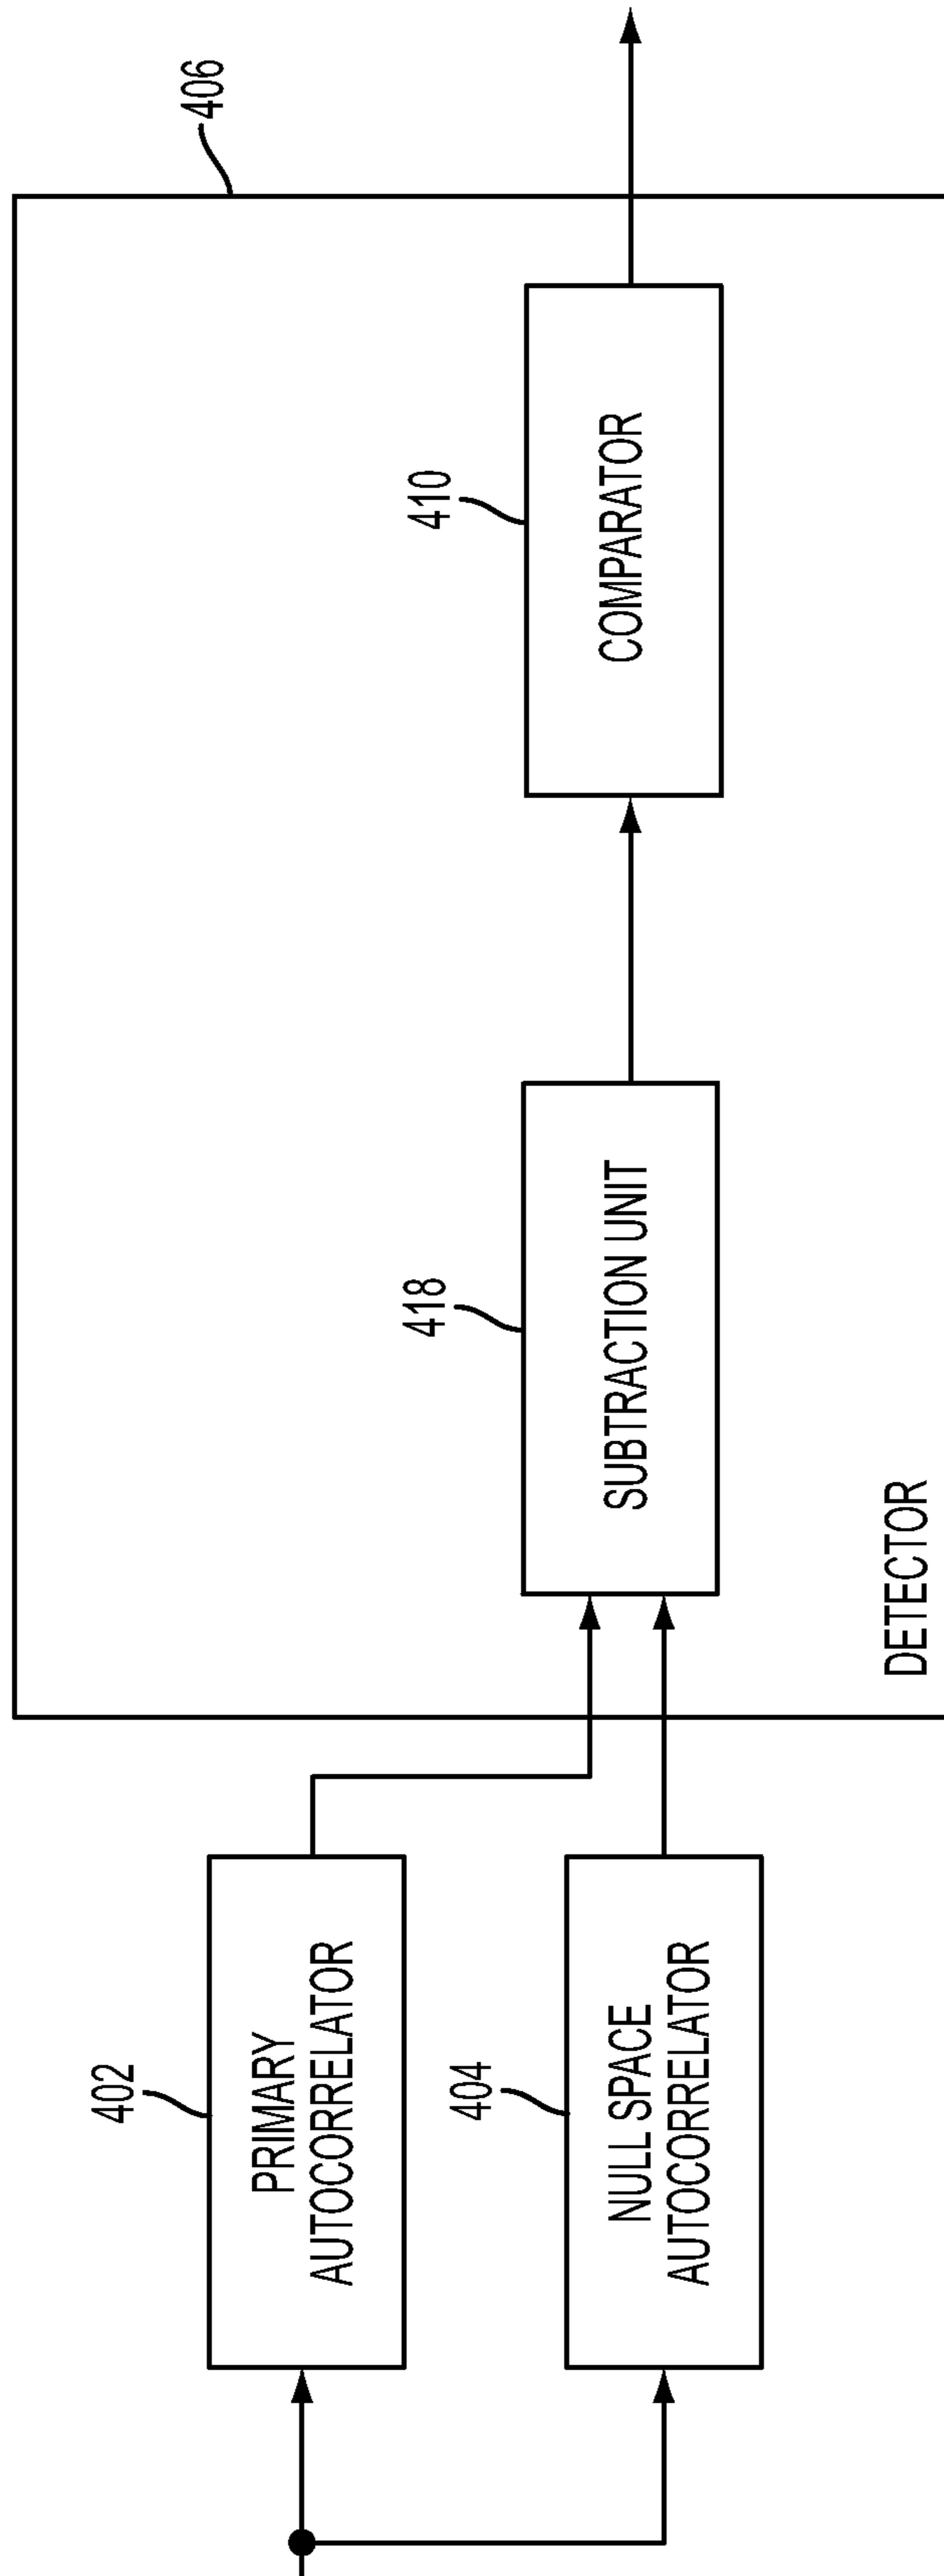 402
PRIMARY
AUTOCORRELATOR
404
NULL SPACE
AUTOCORRELATOR
406
418
SUBTRACTION UNIT
410
COMPARATOR
DETECTOR